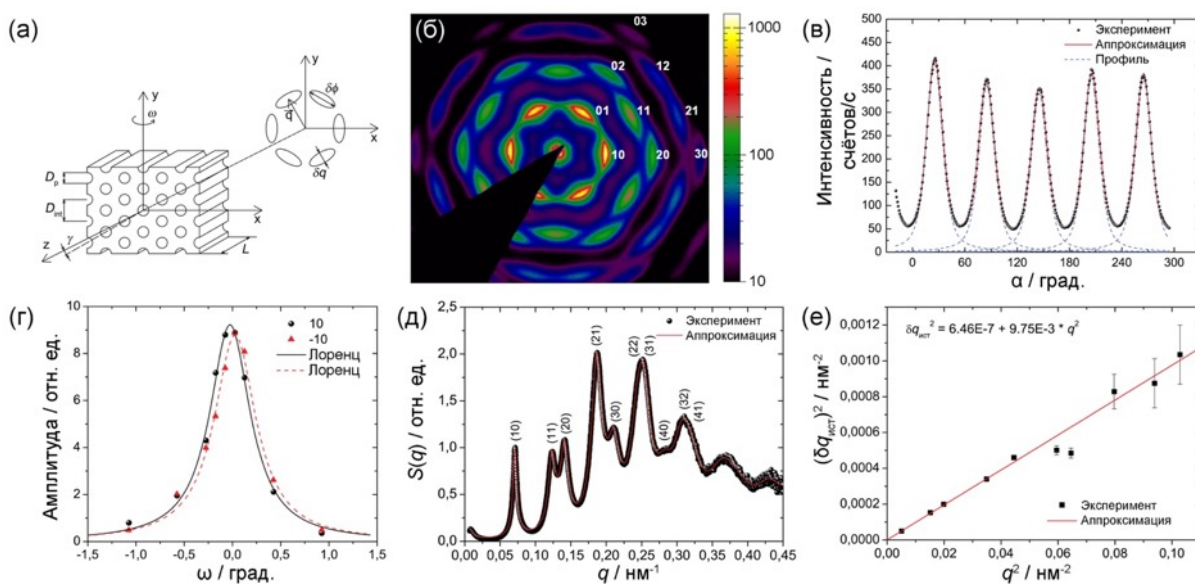 (а)
y
ω
Dp
Dint
x
z
γ
L
y
δϕ
q
x
δq
(б)
03
02
12
01
11
21
10
20
30
1000
100
10
(в)
500
450
400
350
300
250
200
150
100
50
0
Интенсивность /
счётов/с
Эксперимент
Аппроксимация
Профиль
0
60
120
180
240
300
α / град.
(г)
10
8
6
4
2
0
Амплитуда / отн. ед.
10
-10
Лоренц
Лоренц
-1,5
-1,0
-0,5
0,0
0,5
1,0
1,5
ω / град.
(д)
2,5
2,0
1,5
1,0
0,5
0,0
S(q) / отн. ед.
Эксперимент
Аппроксимация
(10)
(11)
(20)
(21)
(30)
(22)
(31)
(40)
(32)
(41)
0,00
0,05
0,10
0,15
0,20
0,25
0,30
0,35
0,40
0,45
q / нм⁻¹
(е)
δqист² = 6.46E-7 + 9.75E-3 * q²
0,0012
0,0010
0,0008
0,0006
0,0004
0,0002
0,0000
(δqист)² / нм⁻²
Эксперимент
Аппроксимация
0,00
0,02
0,04
0,06
0,08
0,10
q² / нм⁻²